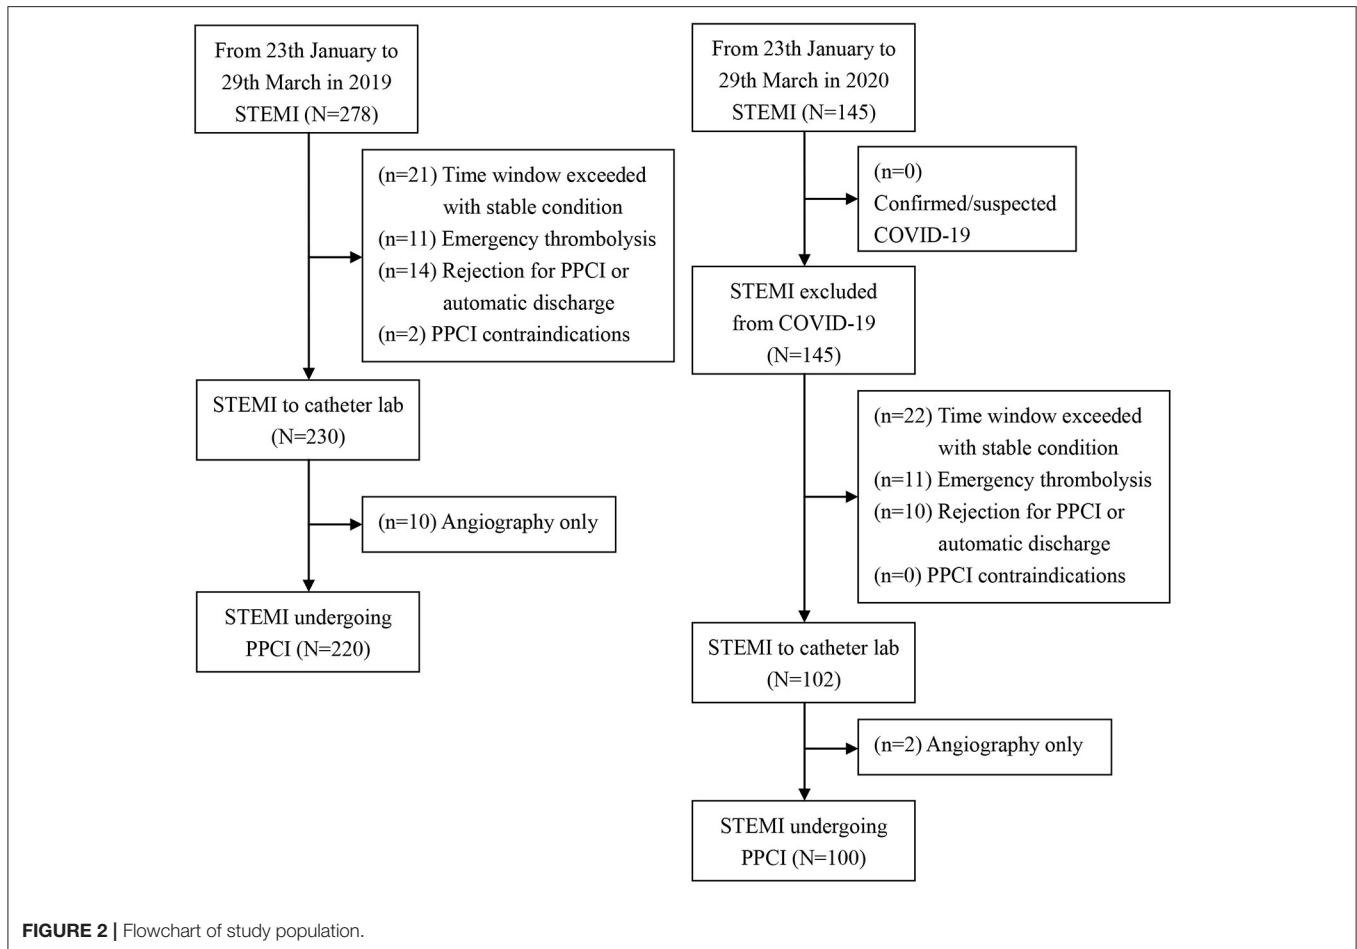 From 23th January to
29th March in 2019
STEMI (N=278)
(n=21) Time window exceeded
with stable condition
(n=11) Emergency thrombolysis
(n=14) Rejection for PPCI or
automatic discharge
(n=2) PPCI contraindications
STEMI to catheter lab
(N=230)
(n=10) Angiography only
STEMI undergoing
PPCI (N=220)
From 23th January to
29th March in 2020
STEMI (N=145)
(n=0)
Confirmed/suspected
COVID-19
STEMI excluded
from COVID-19
(N=145)
(n=22) Time window exceeded
with stable condition
(n=11) Emergency thrombolysis
(n=10) Rejection for PPCI or
automatic discharge
(n=0) PPCI contraindications
STEMI to catheter lab
(N=102)
(n=2) Angiography only
STEMI undergoing
PPCI (N=100)
FIGURE 2 | Flowchart of study population.